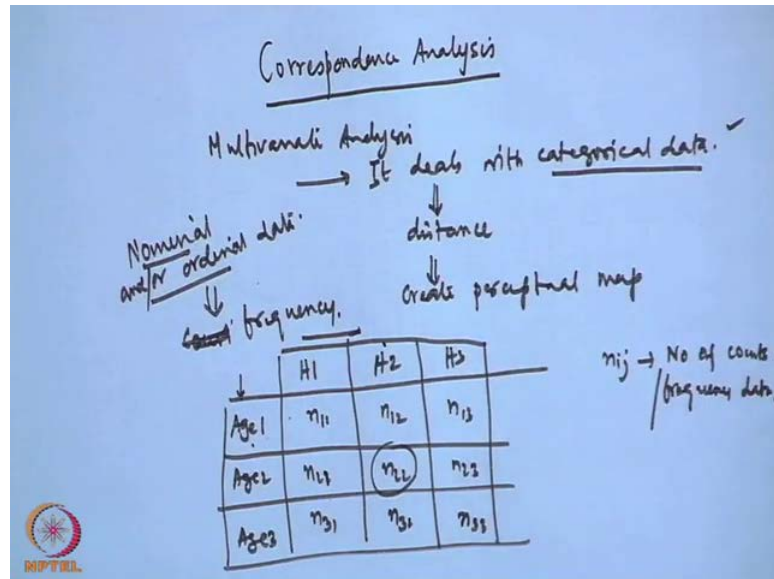 Correspondence Analysis
Multivariate Analysis
→ It deals with categorical data. ✓
⇓
distance
⇓
Create perceptual map
Nominal
and/or ordinal data.
⇓
frequency.
nij → No of counts
/frequency data
H1 H2 H3
Age1 n11 n12 n13
Age2 n21 n22 n23
Age3 n31 n32 n33
NPTEL